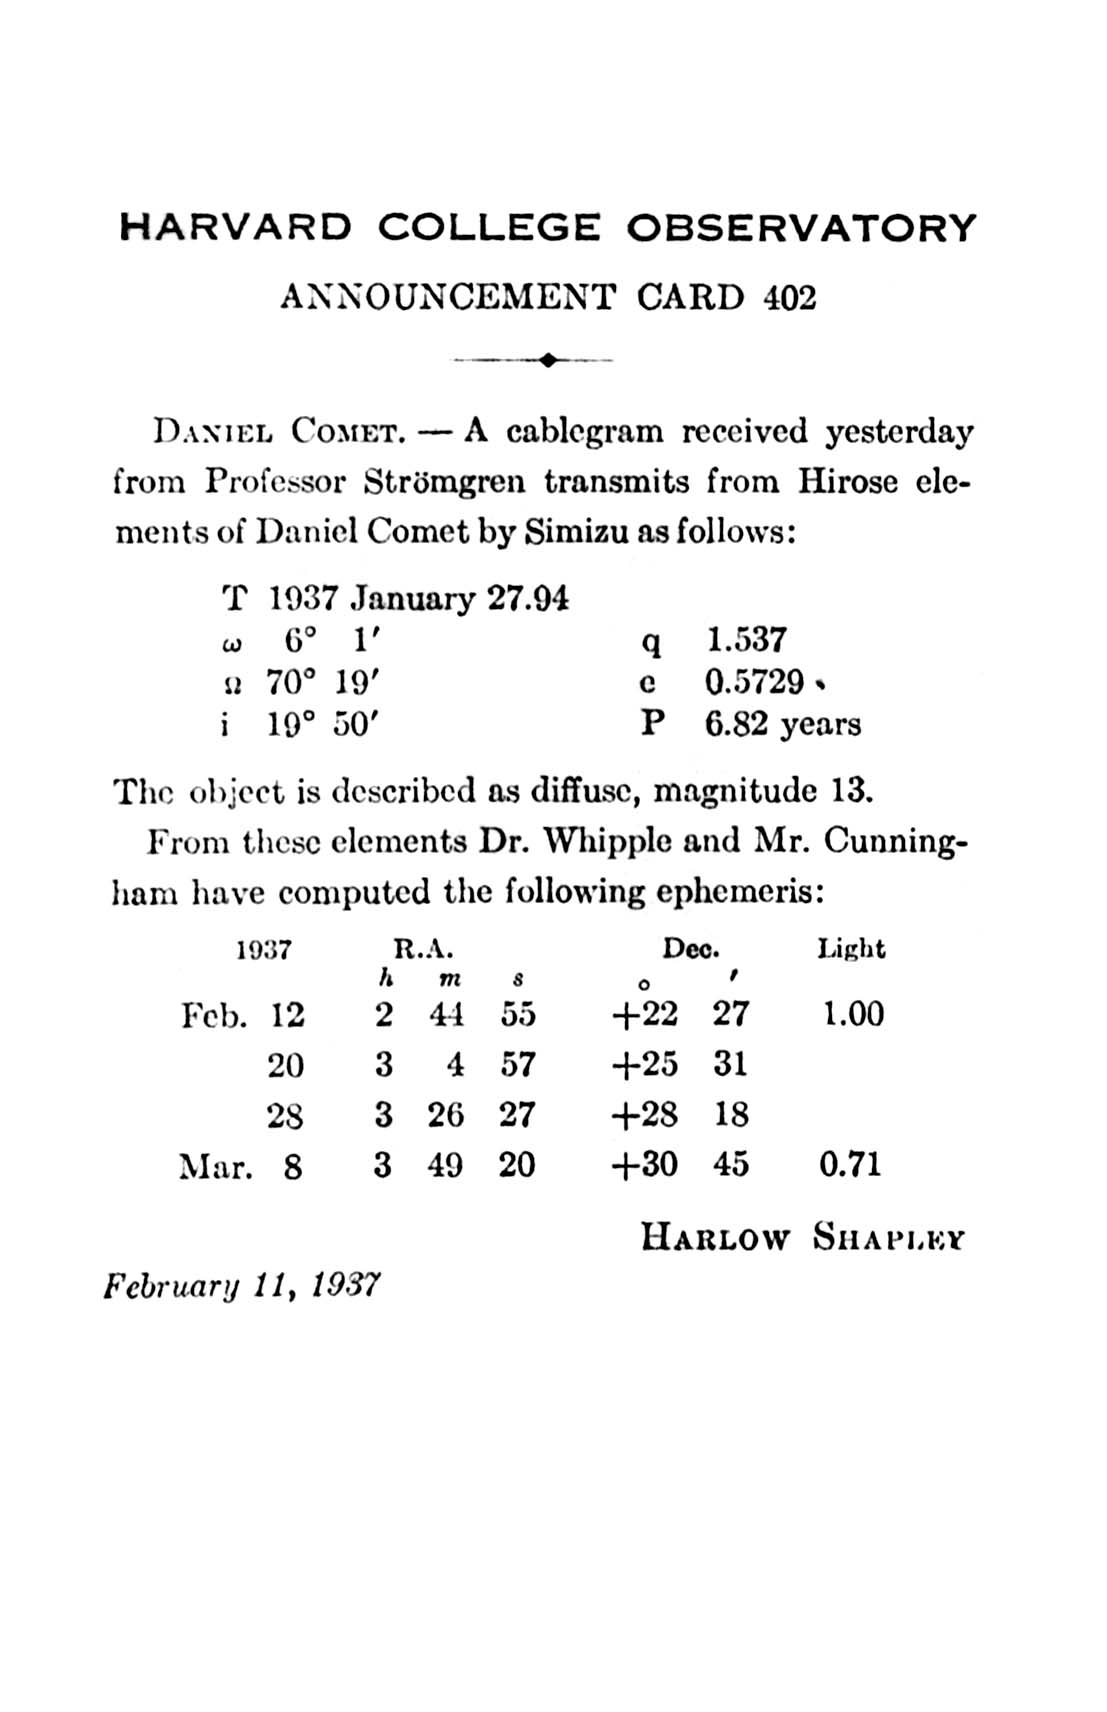 HARVARD COLLEGE OBSERVATORY
ANNOUNCEMENT CARD 402
DANIEL COMET. — A cablegram received yesterday
from Professor Strömgren transmits from Hirose ele-
ments of Daniel Comet by Simizu as follows:
T 1937 January 27.94
ω 6° 1′ q 1.537
Ω 70° 19′ e 0.5729
i 19° 50′ P 6.82 years
The object is described as diffuse, magnitude 13.
From these elements Dr. Whipple and Mr. Cunning-
ham have computed the following ephemeris:
1937 R.A. Dec. Light
h m s ° ′
Feb. 12 2 44 55 +22 27 1.00
20 3 4 57 +25 31
28 3 26 27 +28 18
Mar. 8 3 49 20 +30 45 0.71
HARLOW SHAPLEY
February 11, 1937